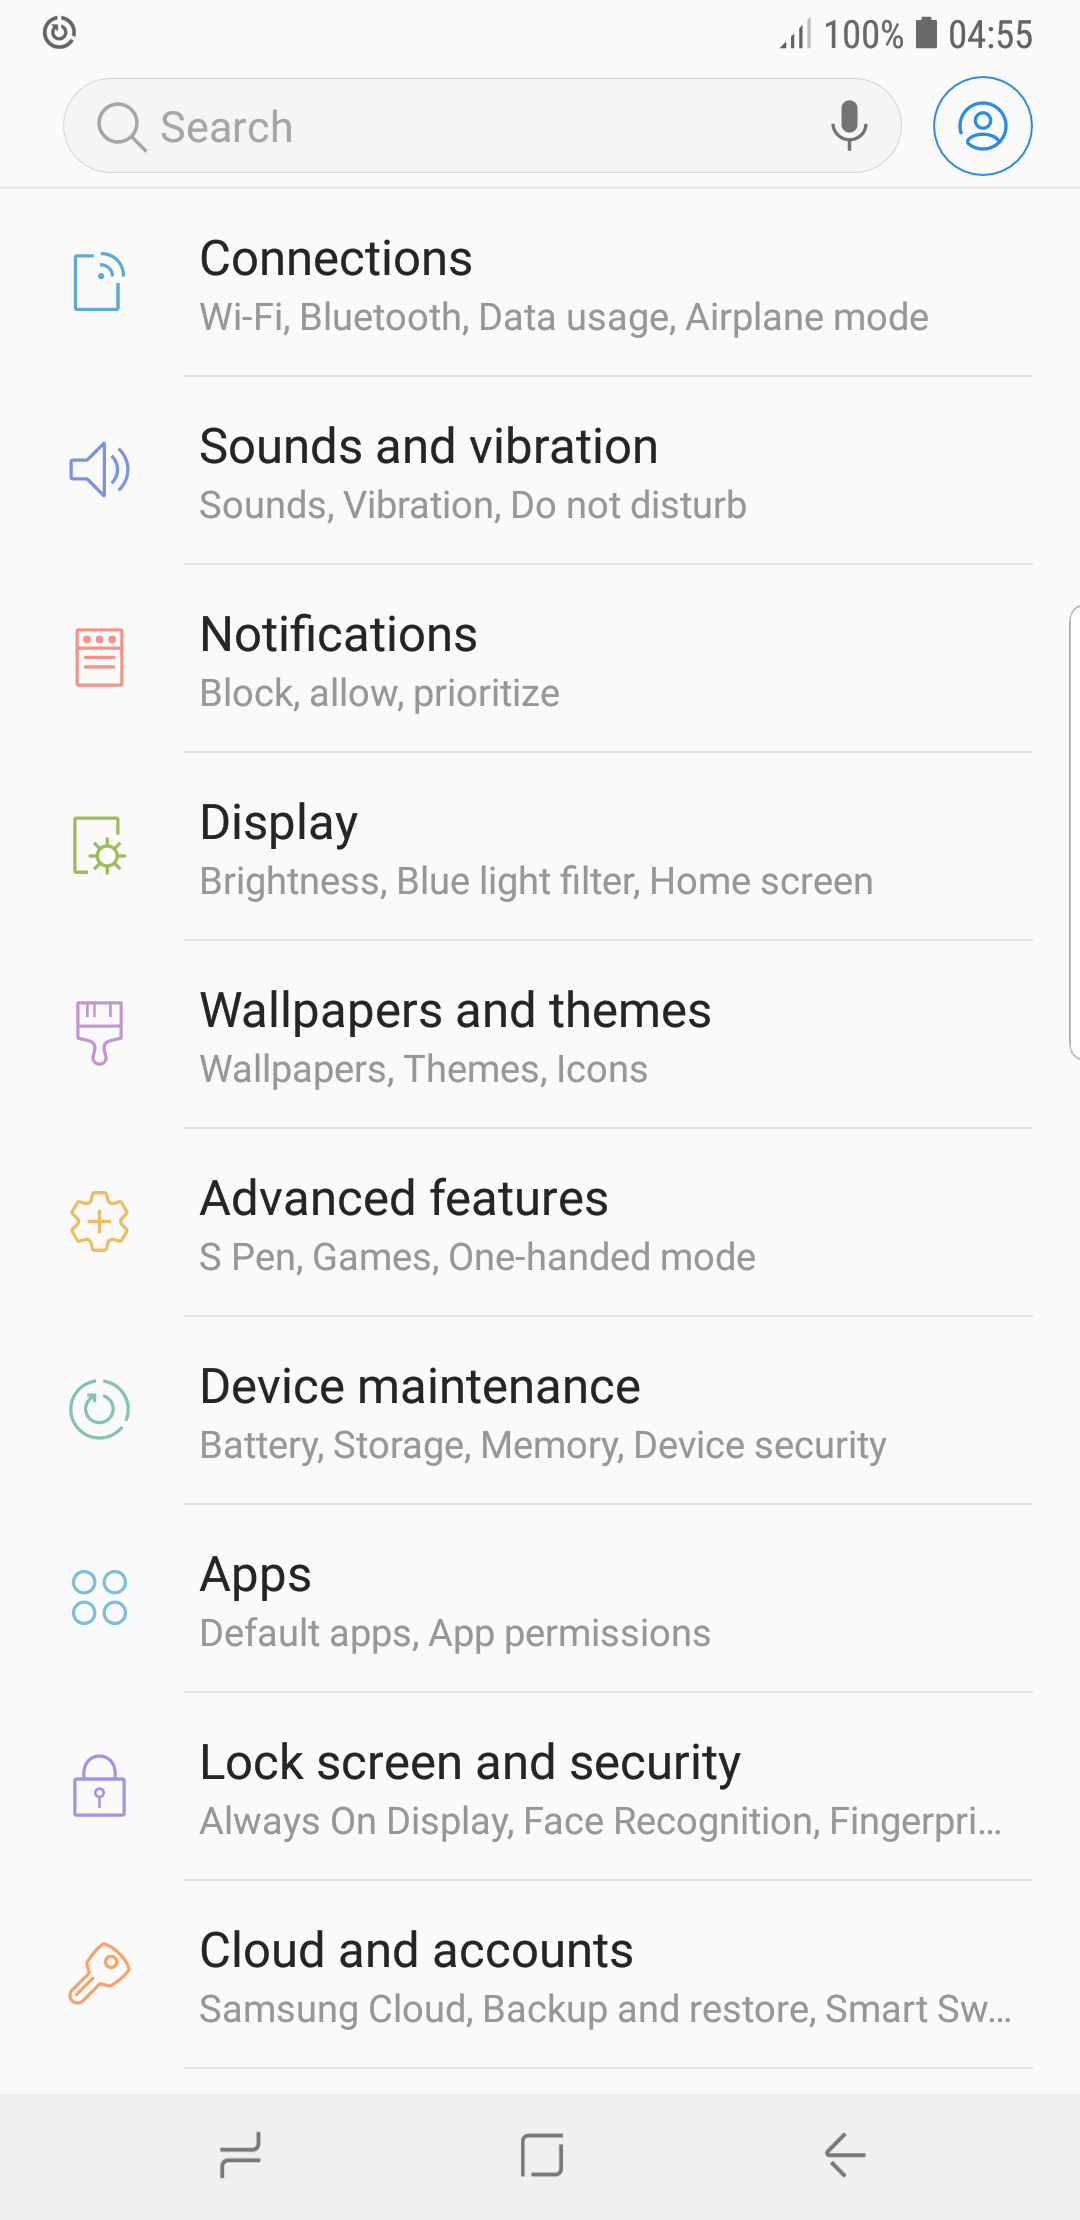 100% 04:55
Search
Connections
Wi-Fi, Bluetooth, Data usage, Airplane mode
Sounds and vibration
Sounds, Vibration, Do not disturb
Notifications
Block, allow, prioritize
Display
Brightness, Blue light filter, Home screen
Wallpapers and themes
Wallpapers, Themes, Icons
Advanced features
S Pen, Games, One-handed mode
Device maintenance
Battery, Storage, Memory, Device security
Apps
Default apps, App permissions
Lock screen and security
Always On Display, Face Recognition, Fingerpri...
Cloud and accounts
Samsung Cloud, Backup and restore, Smart Sw...